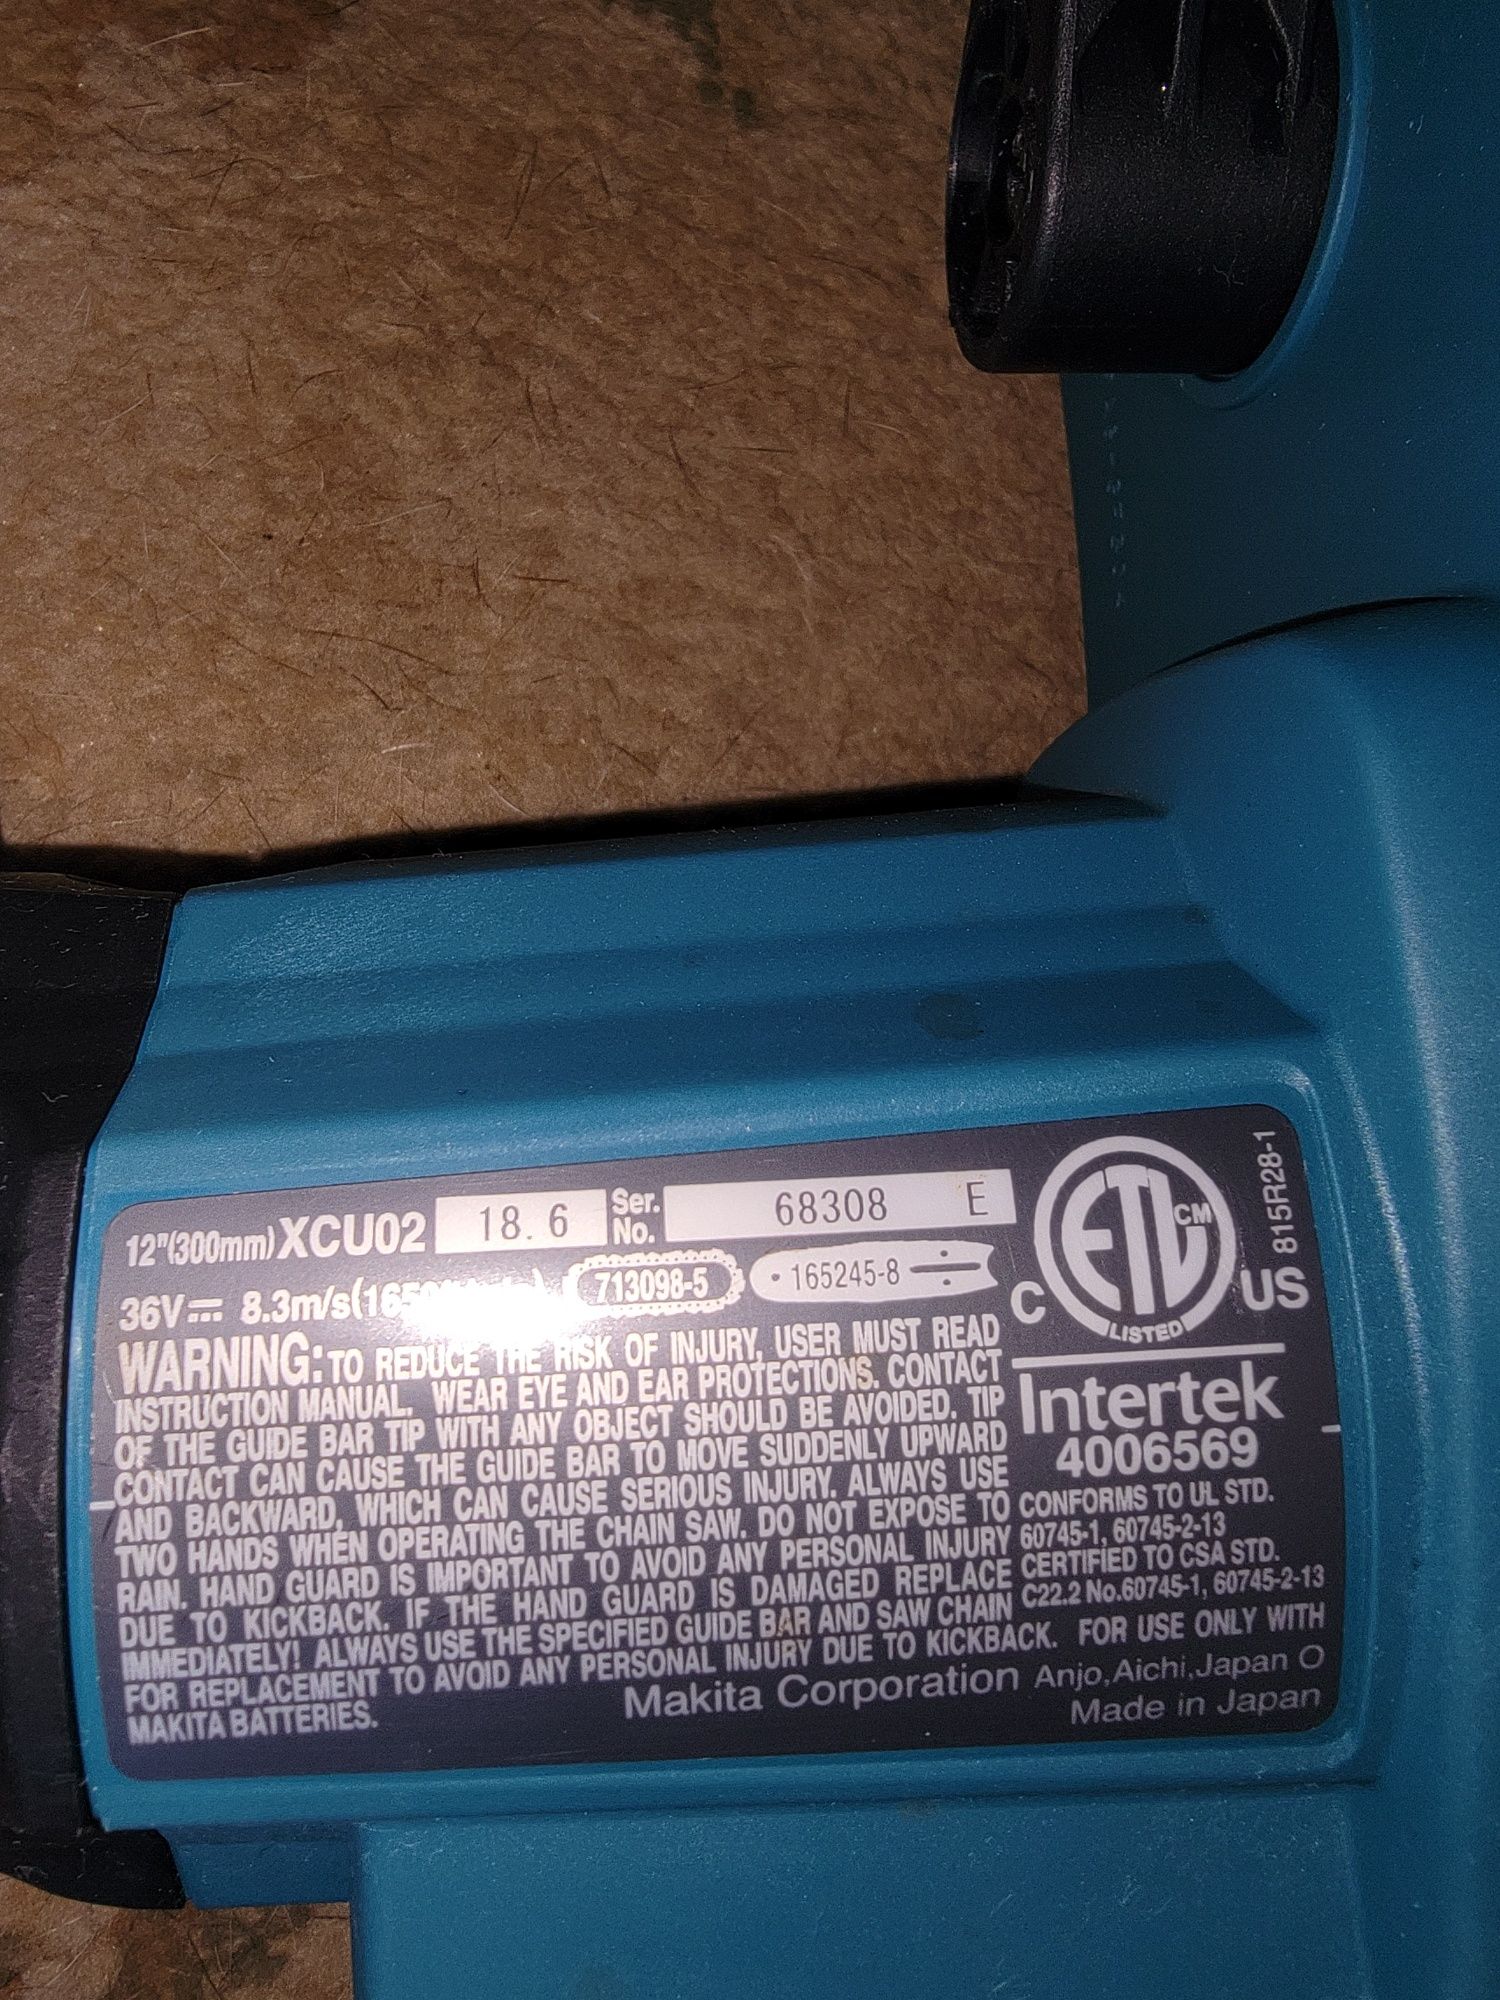 12"(300mm) XCU02 18. 6 Ser. No. 68308 E
36V⎓ 8.3m/s 713098-5 165245-8
WARNING: TO REDUCE THE RISK OF INJURY, USER MUST READ
INSTRUCTION MANUAL. WEAR EYE AND EAR PROTECTIONS. CONTACT
OF THE GUIDE BAR TIP WITH ANY OBJECT SHOULD BE AVOIDED. TIP
CONTACT CAN CAUSE THE GUIDE BAR TO MOVE SUDDENLY UPWARD
AND BACKWARD, WHICH CAN CAUSE SERIOUS INJURY. ALWAYS USE
TWO HANDS WHEN OPERATING THE CHAIN SAW. DO NOT EXPOSE TO
RAIN. HAND GUARD IS IMPORTANT TO AVOID ANY PERSONAL INJURY
DUE TO KICKBACK. IF THE HAND GUARD IS DAMAGED REPLACE
IMMEDIATELY! ALWAYS USE THE SPECIFIED GUIDE BAR AND SAW CHAIN
FOR REPLACEMENT TO AVOID ANY PERSONAL INJURY DUE TO KICKBACK. FOR USE ONLY WITH
MAKITA BATTERIES.
Makita Corporation Anjo, Aichi, Japan O
Made in Japan
ETL CM
C US
LISTED
815R28-1
Intertek
4006569
CONFORMS TO UL STD.
60745-1, 60745-2-13
CERTIFIED TO CSA STD.
C22.2 No.60745-1, 60745-2-13